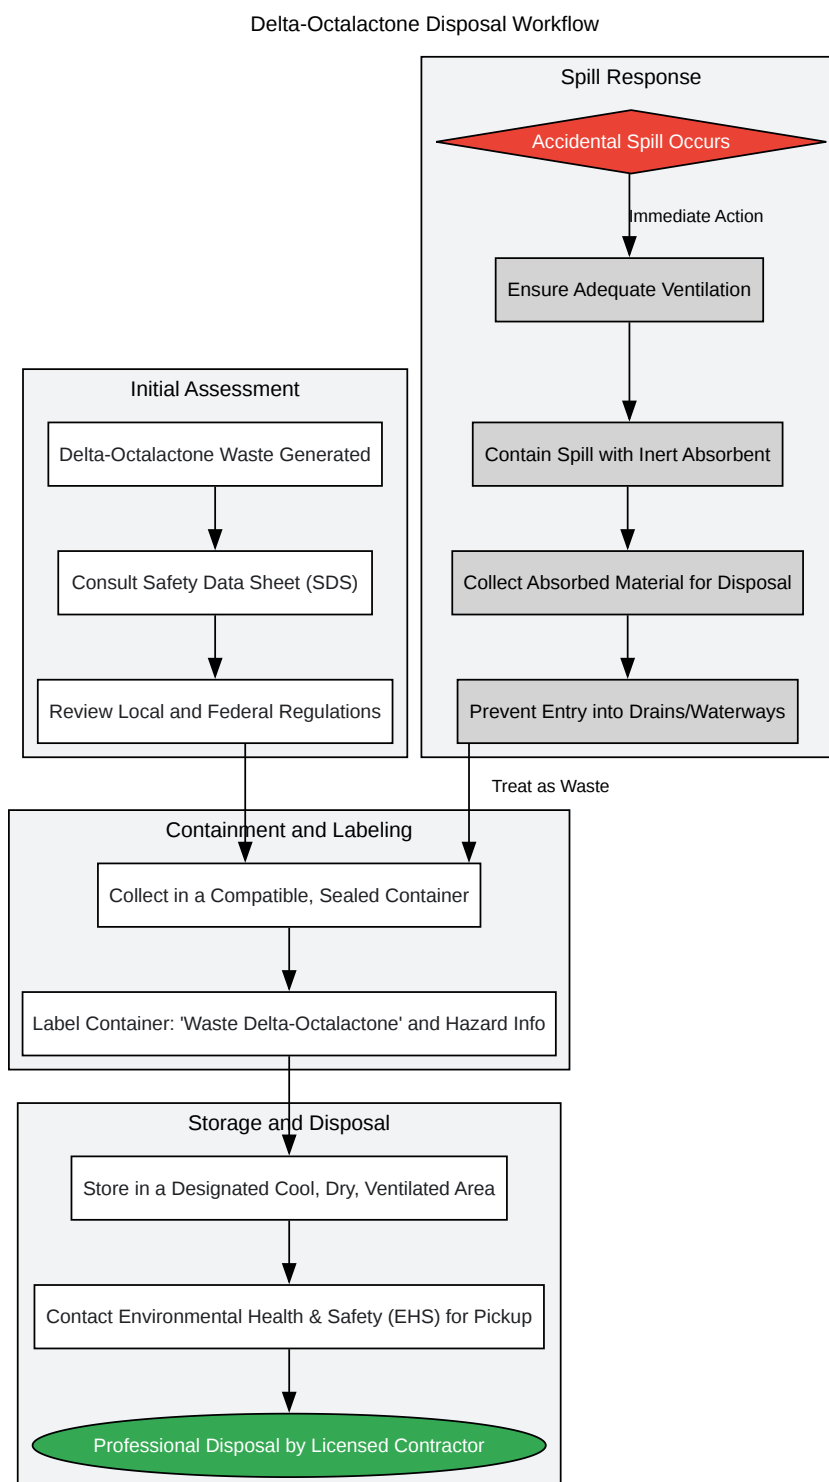 Delta-Octalactone Disposal Workflow
Spill Response
Accidental Spill Occurs
Immediate Action
Ensure Adequate Ventilation
Contain Spill with Inert Absorbent
Collect Absorbed Material for Disposal
Prevent Entry into Drains/Waterways
Treat as Waste
Initial Assessment
Delta-Octalactone Waste Generated
Consult Safety Data Sheet (SDS)
Review Local and Federal Regulations
Containment and Labeling
Collect in a Compatible, Sealed Container
Label Container: 'Waste Delta-Octalactone' and Hazard Info
Storage and Disposal
Store in a Designated Cool, Dry, Ventilated Area
Contact Environmental Health & Safety (EHS) for Pickup
Professional Disposal by Licensed Contractor